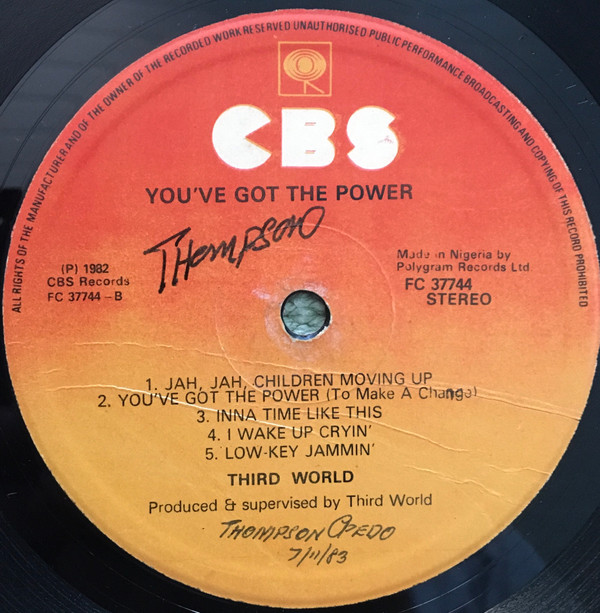 ALL RIGHTS OF THE MANUFACTURER AND OF THE OWNER OF THE RECORDED WORK RESERVED UNAUTHORISED PUBLIC PERFORMANCE BROADCASTING AND COPYING OF THIS RECORD PROHIBITED
CBS
YOU'VE GOT THE POWER
THOMPSON
(P) 1982
CBS Records
FC 37744 - B
Made in Nigeria by
Polygram Records Ltd
FC 37744
STEREO
1. JAH, JAH, CHILDREN MOVING UP
2. YOU'VE GOT THE POWER (To Make A Change)
3. INNA TIME LIKE THIS
4. I WAKE UP CRYIN'
5. LOW-KEY JAMMIN'
THIRD WORLD
Produced & supervised by Third World
THOMPSON OPEDO
7/11/83